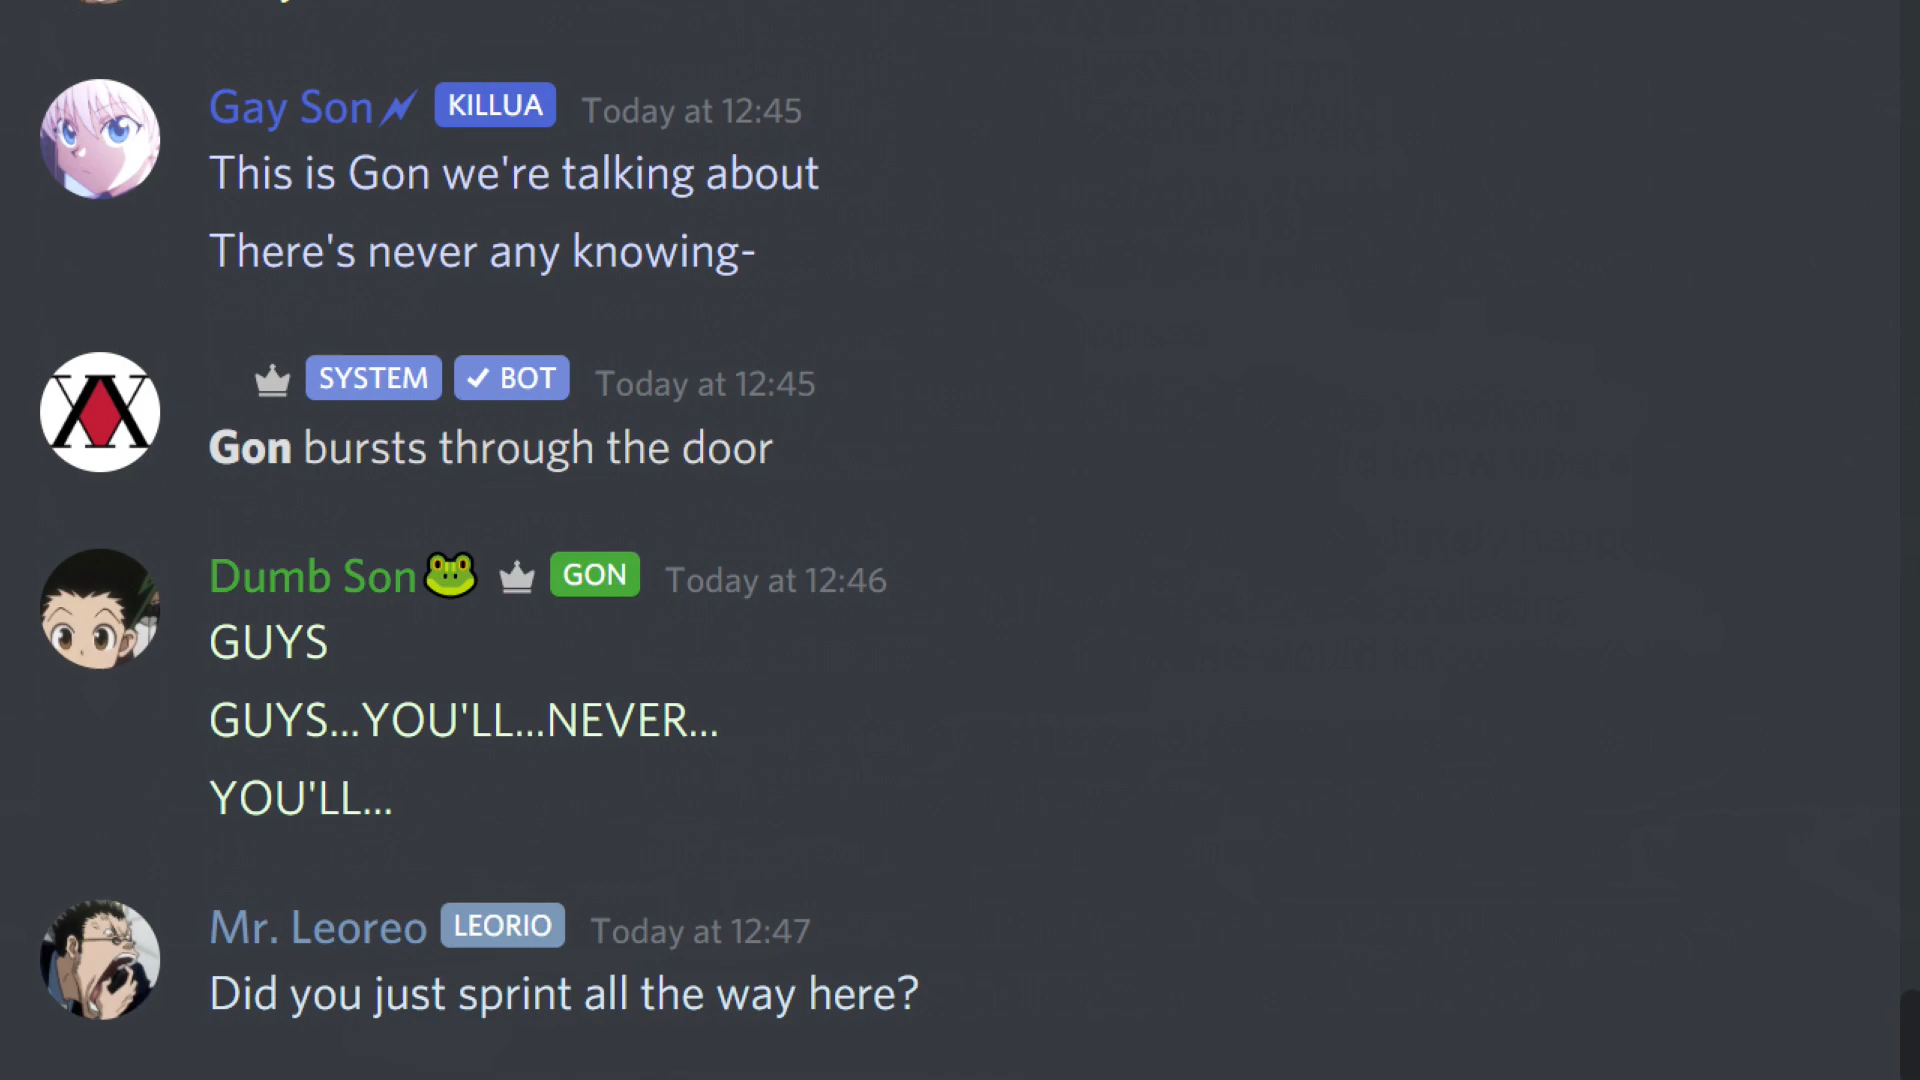 Gay Son KILLUA Today at 12:45
This is Gon we're talking about
There's never any knowing-
SYSTEM BOT Today at 12:45
Gon bursts through the door
Dumb Son🐸 GON Today at 12:46
GUYS
GUYS...YOU'LL...NEVER...
YOU'LL...
Mr. Leoreo LEORIO Today at 12:47
Did you just sprint all the way here?